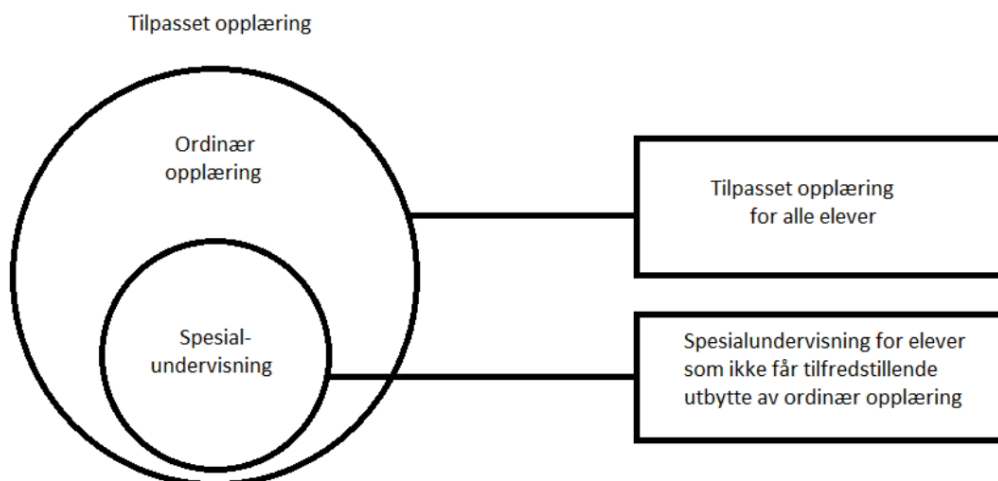 Tilpasset opplæring
Ordinær
opplæring
Spesial-
undervisning
Tilpasset opplæring
for alle elever
Spesialundervisning for elever
som ikke får tilfredstillende
utbytte av ordinær opplæring